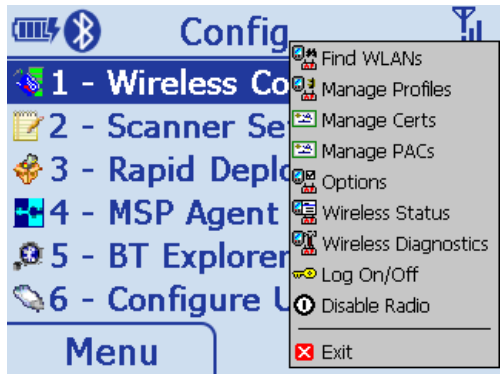 Config
1 - Wireless Co
2 - Scanner Se
3 - Rapid Deplo
4 - MSP Agent
5 - BT Explorer
6 - Configure U
Menu
Find WLANs
Manage Profiles
Manage Certs
Manage PACs
Options
Wireless Status
Wireless Diagnostics
Log On/Off
Disable Radio
Exit